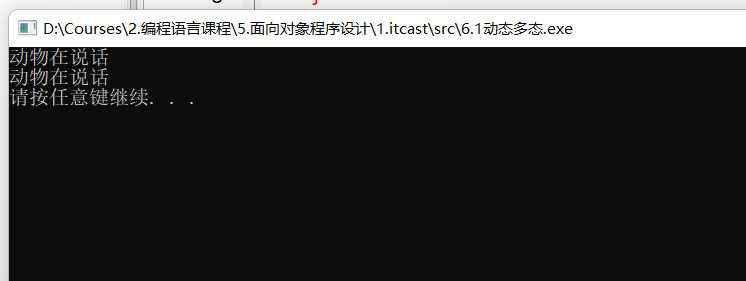 D:\Courses\2.编程语言课程\5.面向对象程序设计\1.itcast\src\6.1动态多态.exe
动物在说话
动物在说话
请按任意键继续. . .